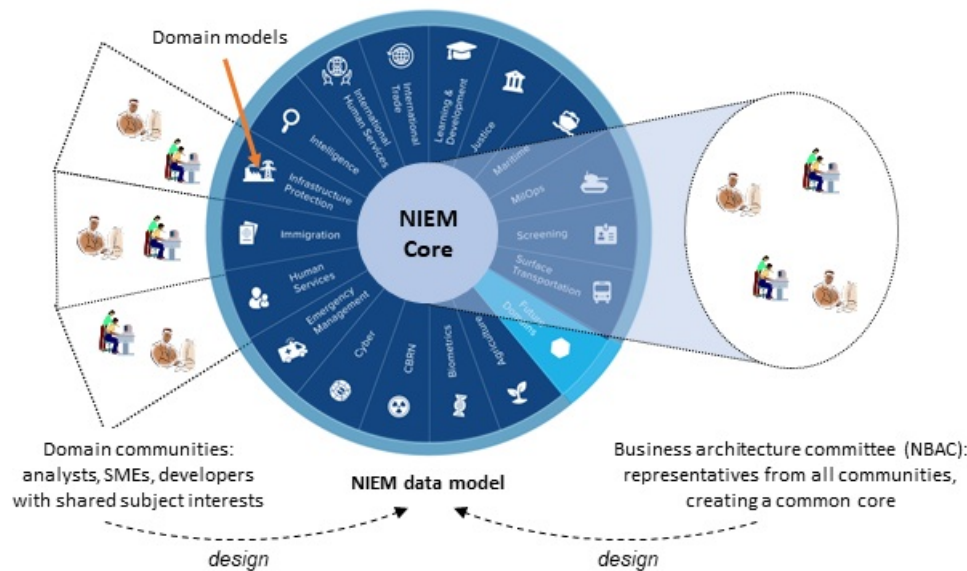 Domain models
International
Human Services
International
Trade
Learning &
Development
Justice
Maritime
MilOps
Screening
Surface
Transportation
Future
Domains
Agriculture
Biometrics
CBRN
Cyber
Emergency
Management
Human
Services
Immigration
Infrastructure
Protection
Intelligence
NIEM
Core
Domain communities:
analysts, SMEs, developers
with shared subject interests
NIEM data model
Business architecture committee (NBAC):
representatives from all communities,
creating a common core
design
design